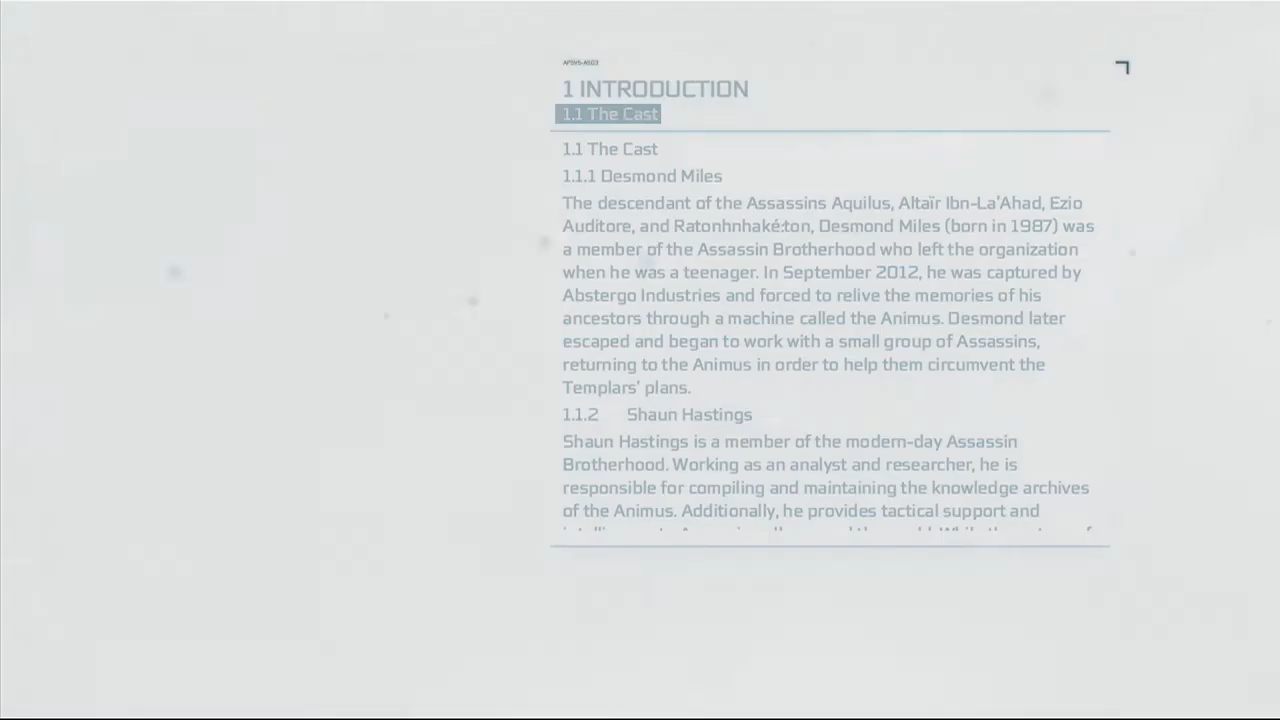 1 INTRODUCTION
1.1 The Cast
1.1 The Cast
1.1.1 Desmond Miles
The descendant of the Assassins Aquilus, Altaïr Ibn-La'Ahad, Ezio
Auditore, and Ratonhnhaké:ton, Desmond Miles (born in 1987) was
a member of the Assassin Brotherhood who left the organization
when he was a teenager. In September 2012, he was captured by
Abstergo Industries and forced to relive the memories of his
ancestors through a machine called the Animus. Desmond later
escaped and began to work with a small group of Assassins,
returning to the Animus in order to help them circumvent the
Templars' plans.
1.1.2 Shaun Hastings
Shaun Hastings is a member of the modern-day Assassin
Brotherhood. Working as an analyst and researcher, he is
responsible for compiling and maintaining the knowledge archives
of the Animus. Additionally, he provides tactical support and